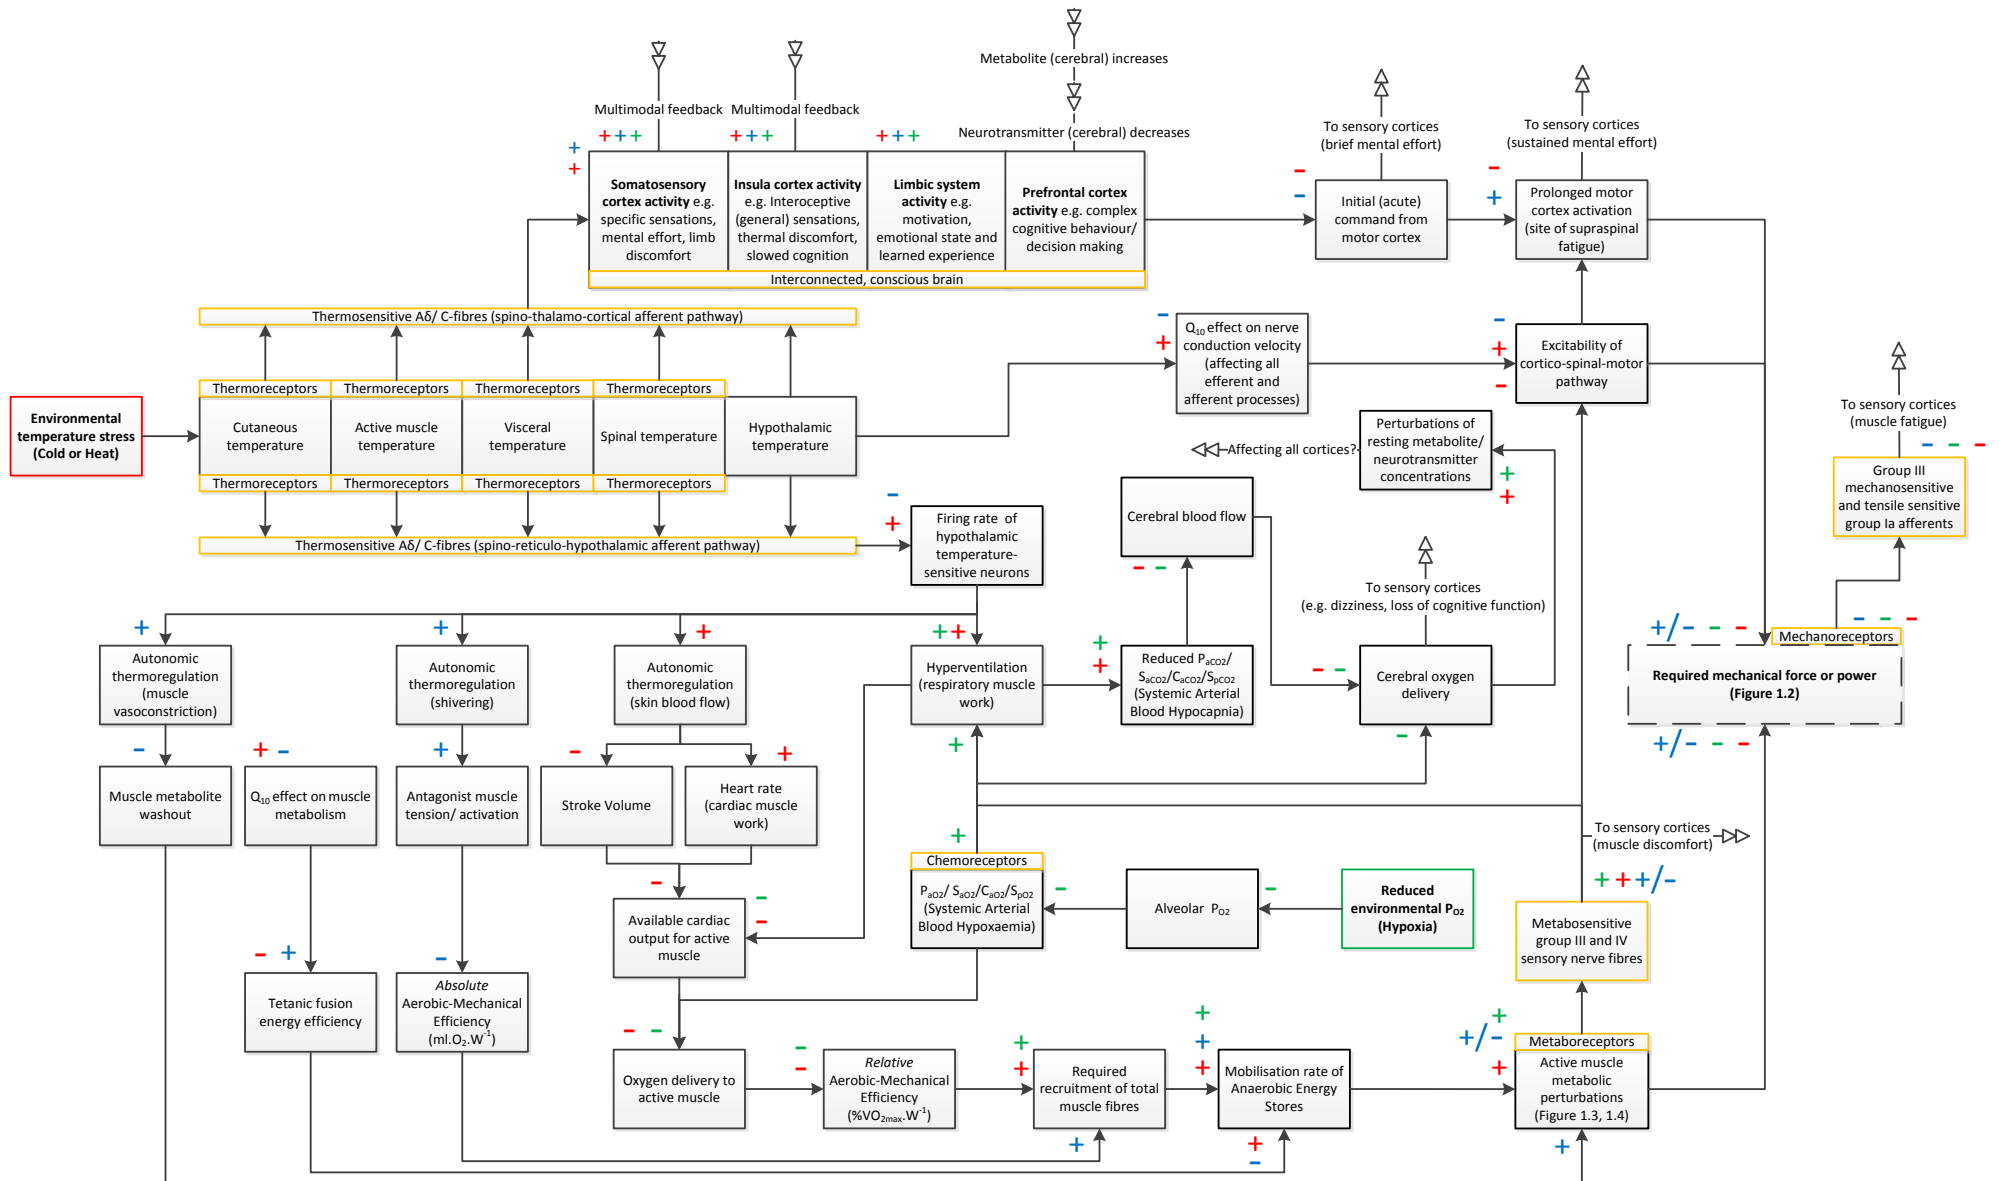 Metabolite (cerebral) increases
Multimodal feedback
Multimodal feedback
Neurotransmitter (cerebral) decreases
+ + +
+ + +
+ + +
+
+
Somatosensory
cortex activity e.g.
specific sensations,
mental effort, limb
discomfort
Insula cortex activity
e.g. Interoceptive
(general) sensations,
thermal discomfort,
slowed cognition
Limbic system
activity e.g.
motivation,
emotional state and
learned experience
Prefrontal cortex
activity e.g. complex
cognitive behaviour/
decision making
Interconnected, conscious brain
To sensory cortices
(brief mental effort)
−
−
Initial (acute)
command from
motor cortex
To sensory cortices
(sustained mental effort)
−
+
Prolonged motor
cortex activation
(site of supraspinal
fatigue)
Thermosensitive Aδ/ C-fibres (spino-thalamo-cortical afferent pathway)
Thermoreceptors
Thermoreceptors
Thermoreceptors
Thermoreceptors
Environmental
temperature stress
(Cold or Heat)
Cutaneous
temperature
Active muscle
temperature
Visceral
temperature
Spinal temperature
Hypothalamic
temperature
Thermoreceptors
Thermoreceptors
Thermoreceptors
Thermoreceptors
Thermosensitive Aδ/ C-fibres (spino-reticulo-hypothalamic afferent pathway)
−
+
Q10 effect on nerve
conduction velocity
(affecting all
efferent and
afferent processes)
−
+
−
Excitability of
cortico-spinal-motor
pathway
To sensory cortices
(muscle fatigue)
− − −
Group III
mechanosensitive
and tensile sensitive
group Ia afferents
Affecting all cortices?
Perturbations of
resting metabolite/
neurotransmitter
concentrations
+
+
−
+
Firing rate of
hypothalamic
temperature-
sensitive neurons
Cerebral blood flow
− −
To sensory cortices
(e.g. dizziness, loss of cognitive function)
+
Autonomic
thermoregulation
(muscle
vasoconstriction)
+
Autonomic
thermoregulation
(shivering)
+
Autonomic
thermoregulation
(skin blood flow)
+ +
Hyperventilation
(respiratory muscle
work)
+
+
+
Reduced PaCO2/
SaCO2/CaCO2/SpCO2
(Systemic Arterial
Blood Hypocapnia)
− −
Cerebral oxygen
delivery
−
+/− − −
− − −
Mechanoreceptors
Required mechanical force or power
(Figure 1.2)
+/− − −
−
Muscle metabolite
washout
+ −
Q10 effect on muscle
metabolism
+
Antagonist muscle
tension/ activation
−
Stroke Volume
+
Heart rate
(cardiac muscle
work)
−
−
−
Available cardiac
output for active
muscle
+
Chemoreceptors
PaO2/ SaO2/CaO2/SpO2
(Systemic Arterial
Blood Hypoxaemia)
−
Alveolar PO2
−
Reduced
environmental PO2
(Hypoxia)
To sensory cortices
(muscle discomfort)
+ + +/−
Metabosensitive
group III and IV
sensory nerve fibres
− +
Tetanic fusion
energy efficiency
−
Absolute
Aerobic-Mechanical
Efficiency
(ml.O2.W-1)
− −
Oxygen delivery to
active muscle
−
−
Relative
Aerobic-Mechanical
Efficiency
(%VO2max.W-1)
+
+
Required
recruitment of total
muscle fibres
+
+
+
+
Mobilisation rate of
Anaerobic Energy
Stores
+
−
+
+/−
+
Metaboreceptors
Active muscle
metabolic
perturbations
(Figure 1.3, 1.4)
+